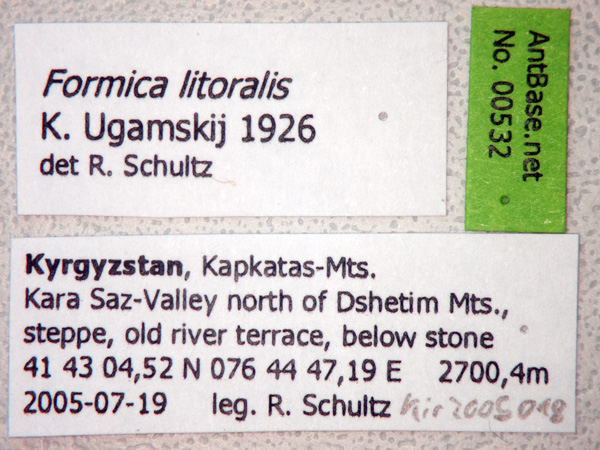 Formica litoralis
K. Ugamskij 1926
det R. Schultz
AntBase.net
No. 00532
Kyrgyzstan, Kapkatas-Mts.
Kara Saz-Valley north of Dshetim Mts.,
steppe, old river terrace, below stone
41 43 04,52 N 076 44 47,19 E 2700,4m
2005-07-19 leg. R. Schultz Kir2005018